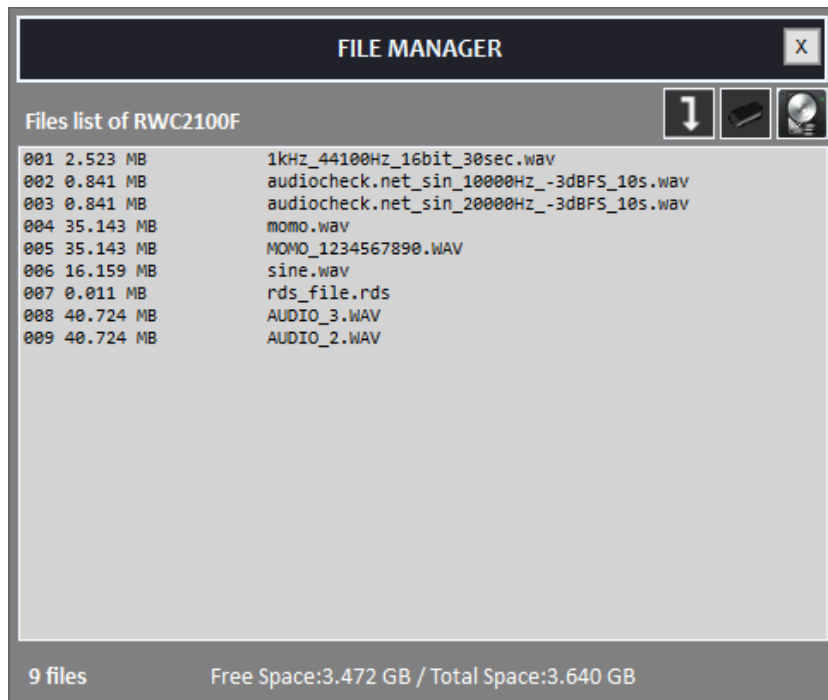 FILE MANAGER
X
Files list of RWC2100F
001 2.523 MB 1kHz_44100Hz_16bit_30sec.wav
002 0.841 MB audiocheck.net_sin_10000Hz_-3dBFS_10s.wav
003 0.841 MB audiocheck.net_sin_20000Hz_-3dBFS_10s.wav
004 35.143 MB momo.wav
005 35.143 MB MOMO_1234567890.WAV
006 16.159 MB sine.wav
007 0.011 MB rds_file.rds
008 40.724 MB AUDIO_3.WAV
009 40.724 MB AUDIO_2.WAV
9 files Free Space:3.472 GB / Total Space:3.640 GB